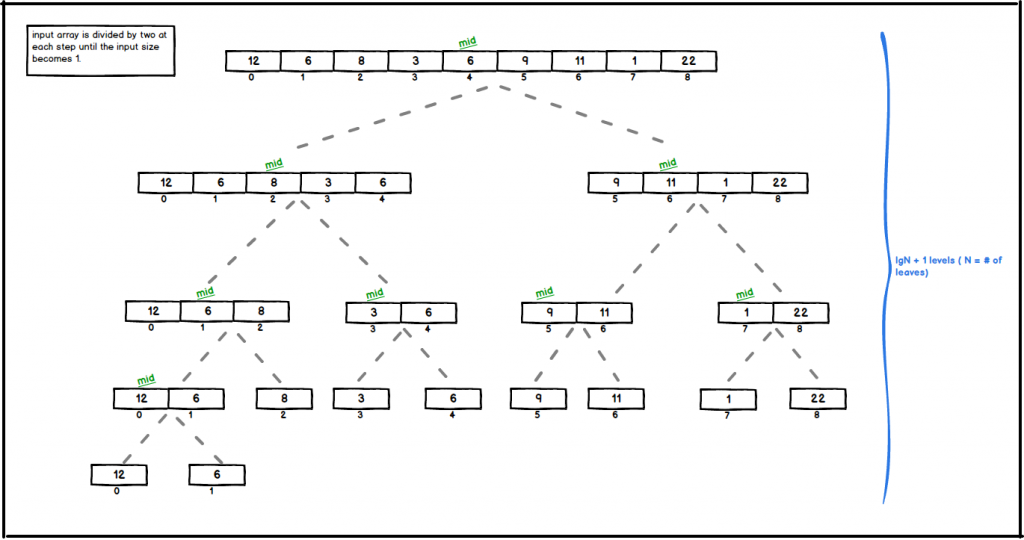 input array is divided by two at
each step until the input size
becomes 1.
mid
12 6 8 3 6 9 11 1 22
0 1 2 3 4 5 6 7 8
mid
mid
12 6 8 3 6
9 11 1 22
0 1 2 3 4
5 6 7 8
lgN + 1 levels ( N = # of
leaves)
mid
mid
mid
mid
12 6 8
3 6
9 11
1 22
0 1 2
3 4
5 6
7 8
mid
12 6
8
3
6
9
11
1
22
0 1
2
3
4
5
6
7
8
12
6
0
1